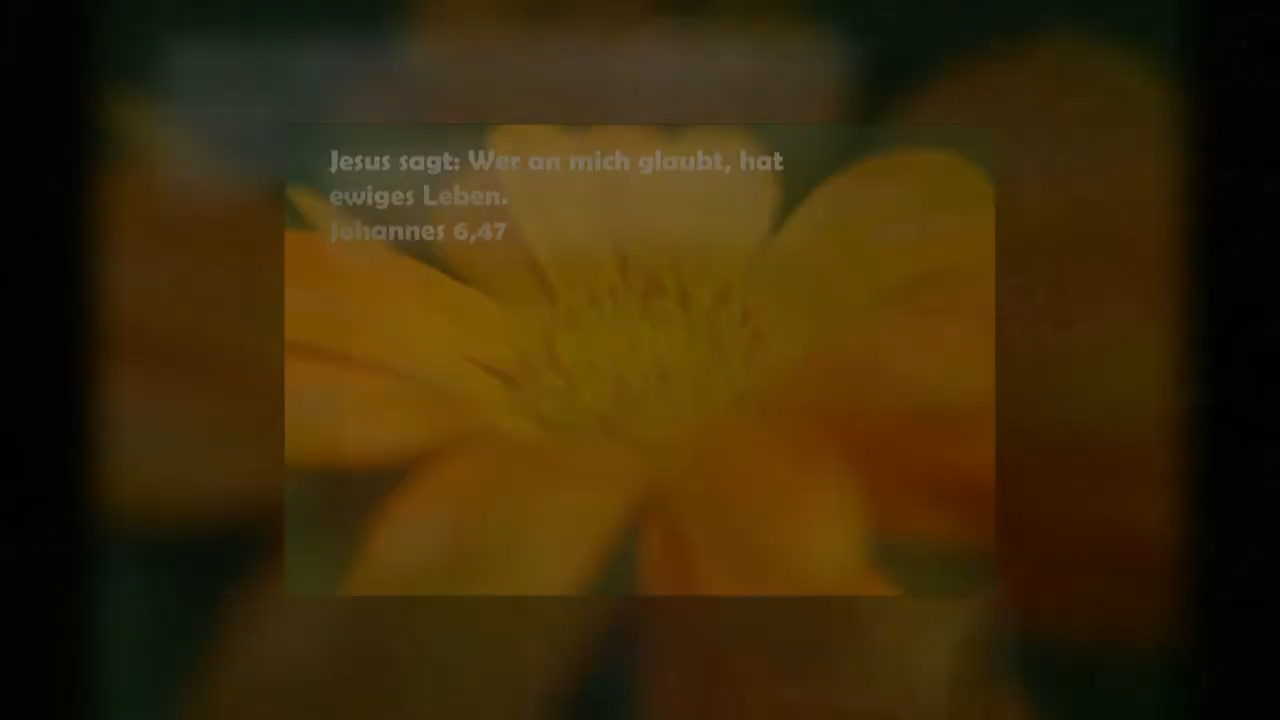 Jesus sagt: Wer an mich glaubt, hat
ewiges Leben.
Johannes 6,47